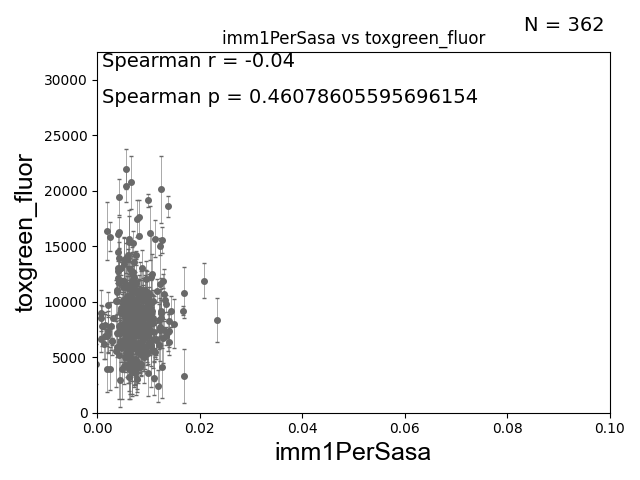 N = 362
imm1PerSasa vs toxgreen_fluor
Spearman r = -0.04
Spearman p = 0.46078605595696154
30000
25000
20000
15000
10000
5000
0
toxgreen_fluor
0.00 0.02 0.04 0.06 0.08 0.10
imm1PerSasa